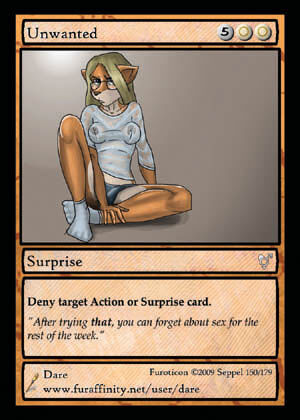 Unwanted 5
Surprise
Deny target Action or Surprise card.
"After trying that, you can forget about sex for the
rest of the week."
Dare Furoticon ©2009 Seppel 150/179
www.furaffinity.net/user/dare